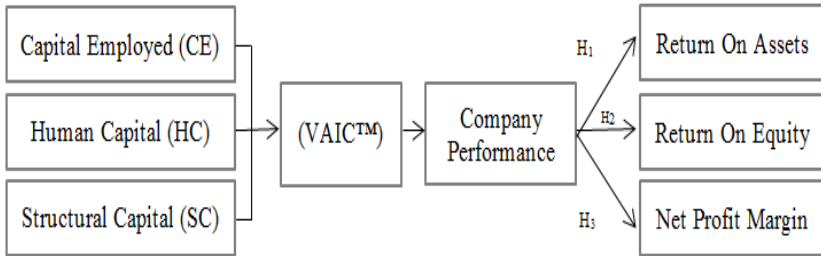 Capital Employed (CE)
Human Capital (HC)
Structural Capital (SC)
(VAIC™)
Company
Performance
H1
H2
H3
Return On Assets
Return On Equity
Net Profit Margin